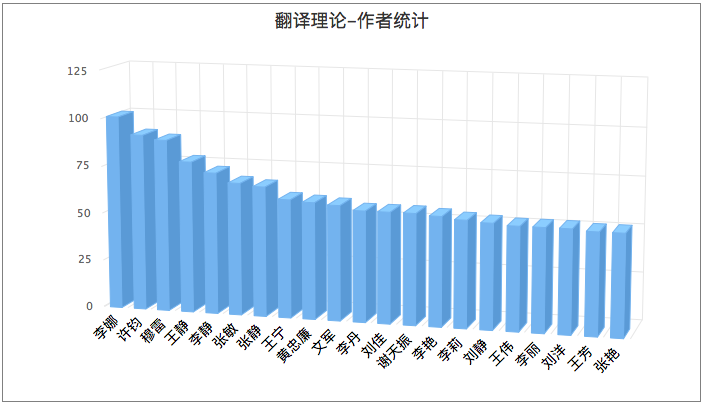 翻译理论-作者统计
125
100
75
50
25
0
李娜
许钧
穆雷
王静
李静
张敏
张静
王宁
黄忠廉
文军
李丹
刘佳
谢天振
李艳
李莉
刘静
王伟
李丽
刘洋
王芳
张艳